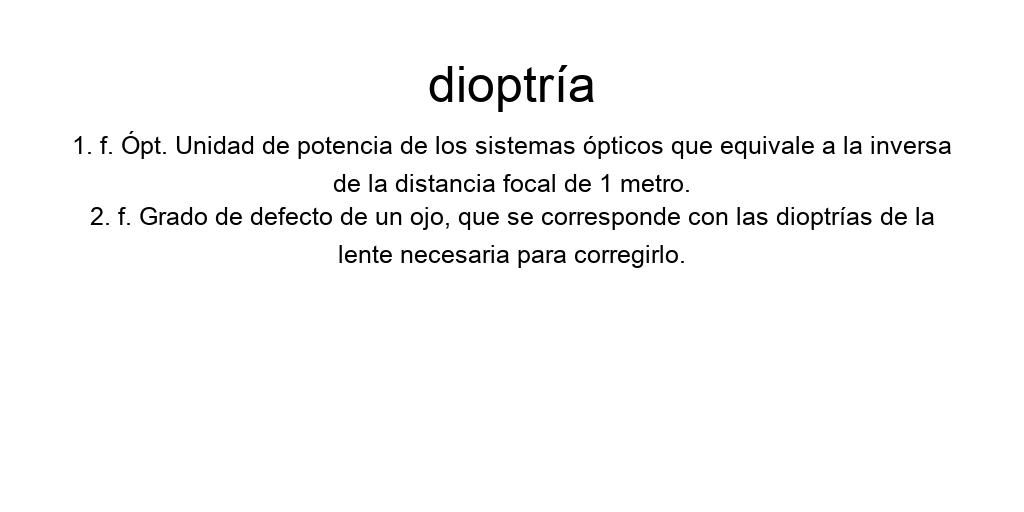 dioptría
1. f. Ópt. Unidad de potencia de los sistemas ópticos que equivale a la inversa
de la distancia focal de 1 metro.
2. f. Grado de defecto de un ojo, que se corresponde con las dioptrías de la
lente necesaria para corregirlo.